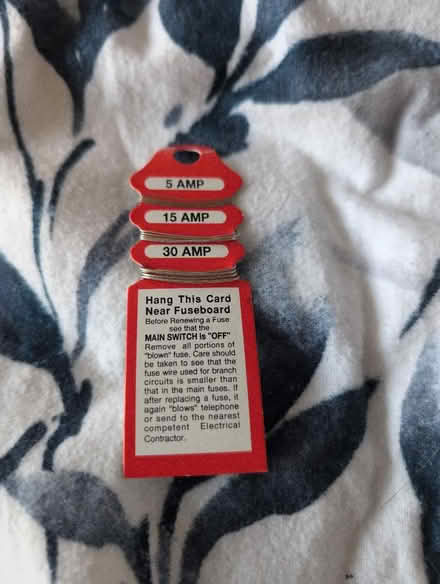 5 AMP
15 AMP
30 AMP
Hang This Card
Near Fuseboard
Before Renewing a Fuse
see that the
MAIN SWITCH is "OFF"
Remove all portions of
"blown" fuse. Care should
be taken to see that the
fuse wire used for branch
circuits is smaller than
that in the main fuses. If
after replacing a fuse, it
again "blows" telephone
or send to the nearest
competent Electrical
Contractor.